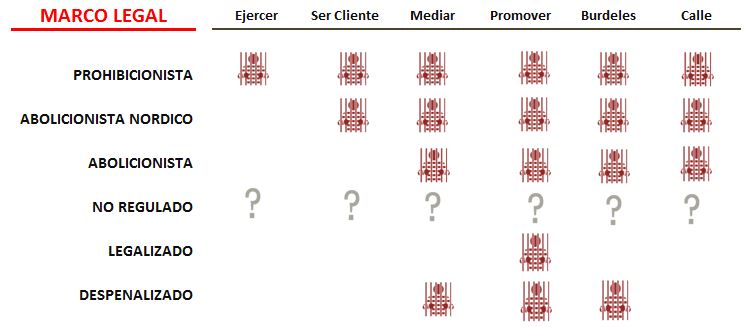 MARCO LEGAL Ejercer Ser Cliente Mediar Promover Burdeles Calle
PROHIBICIONISTA
ABOLICIONISTA NORDICO
ABOLICIONISTA
NO REGULADO ? ? ? ? ? ?
LEGALIZADO
DESPENALIZADO